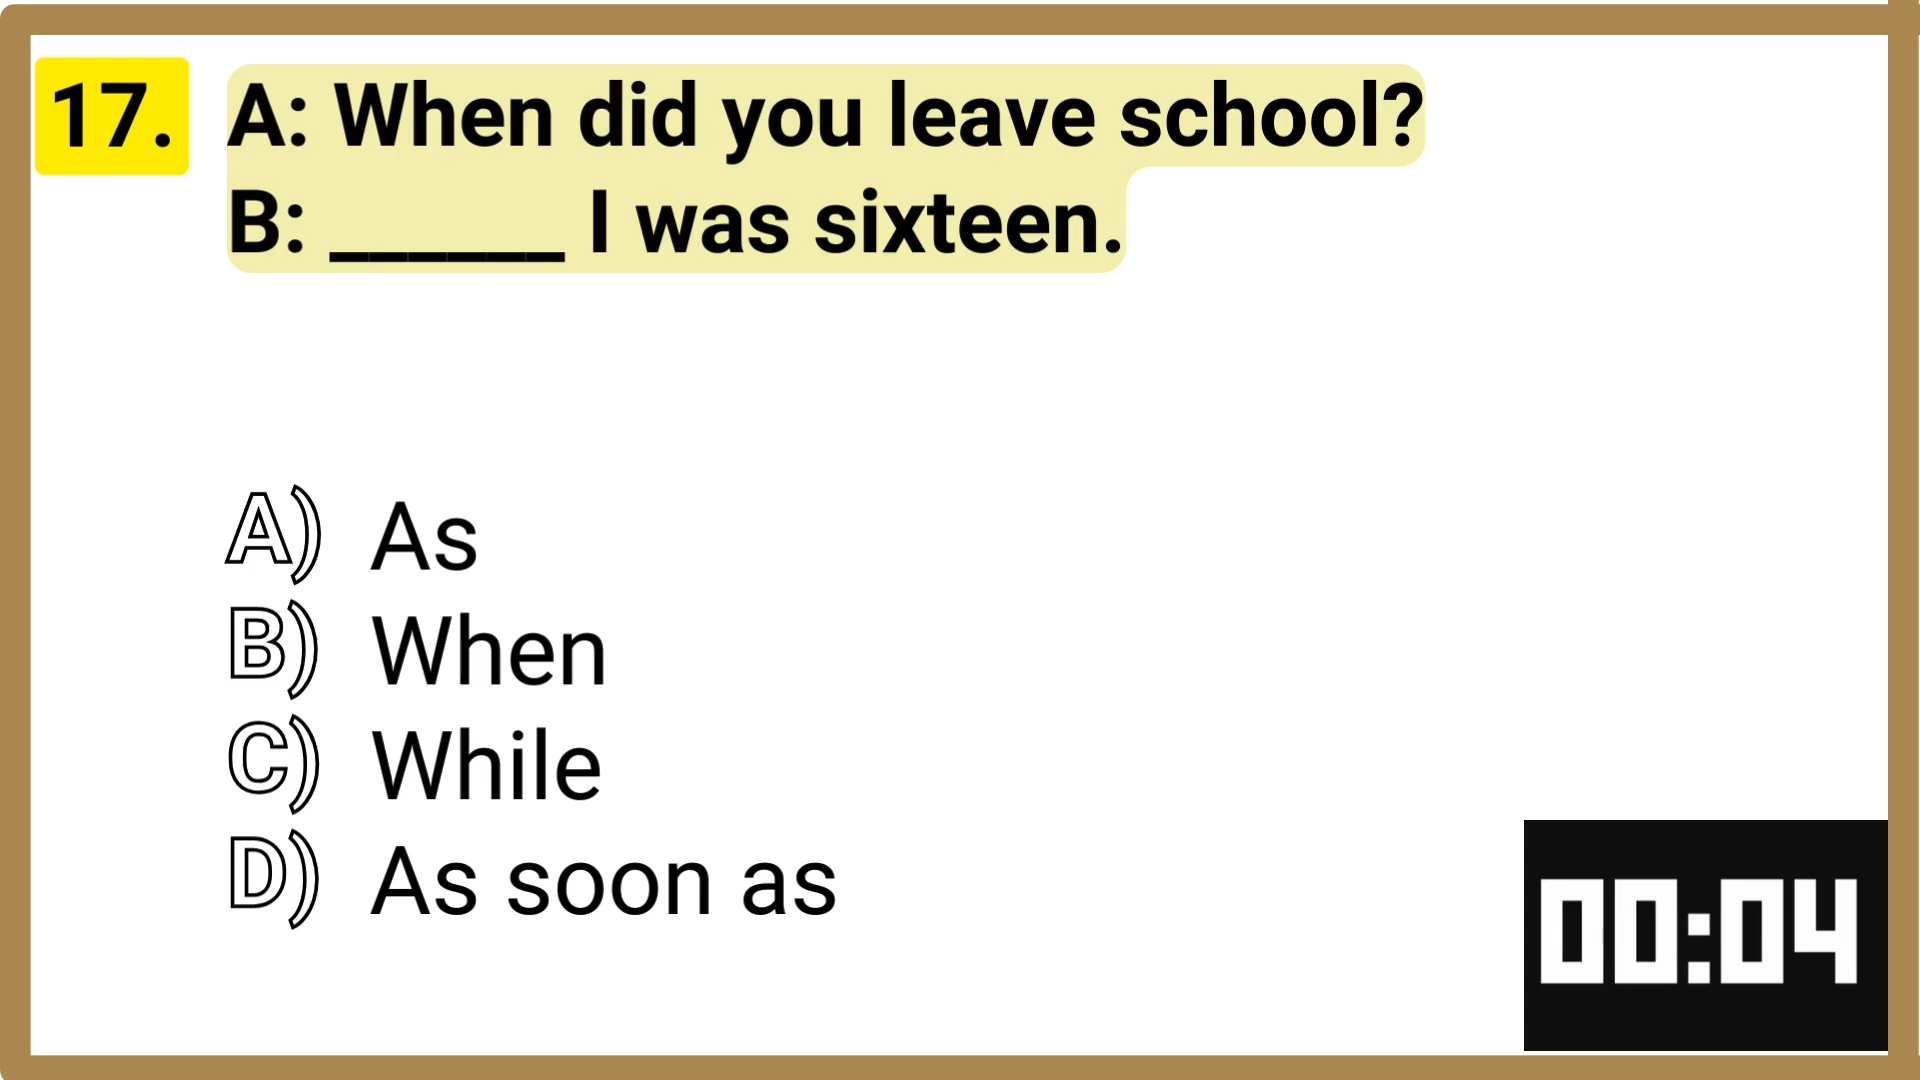 17. A: When did you leave school?
B: ______ I was sixteen.
A) As
B) When
C) While
D) As soon as
00:04